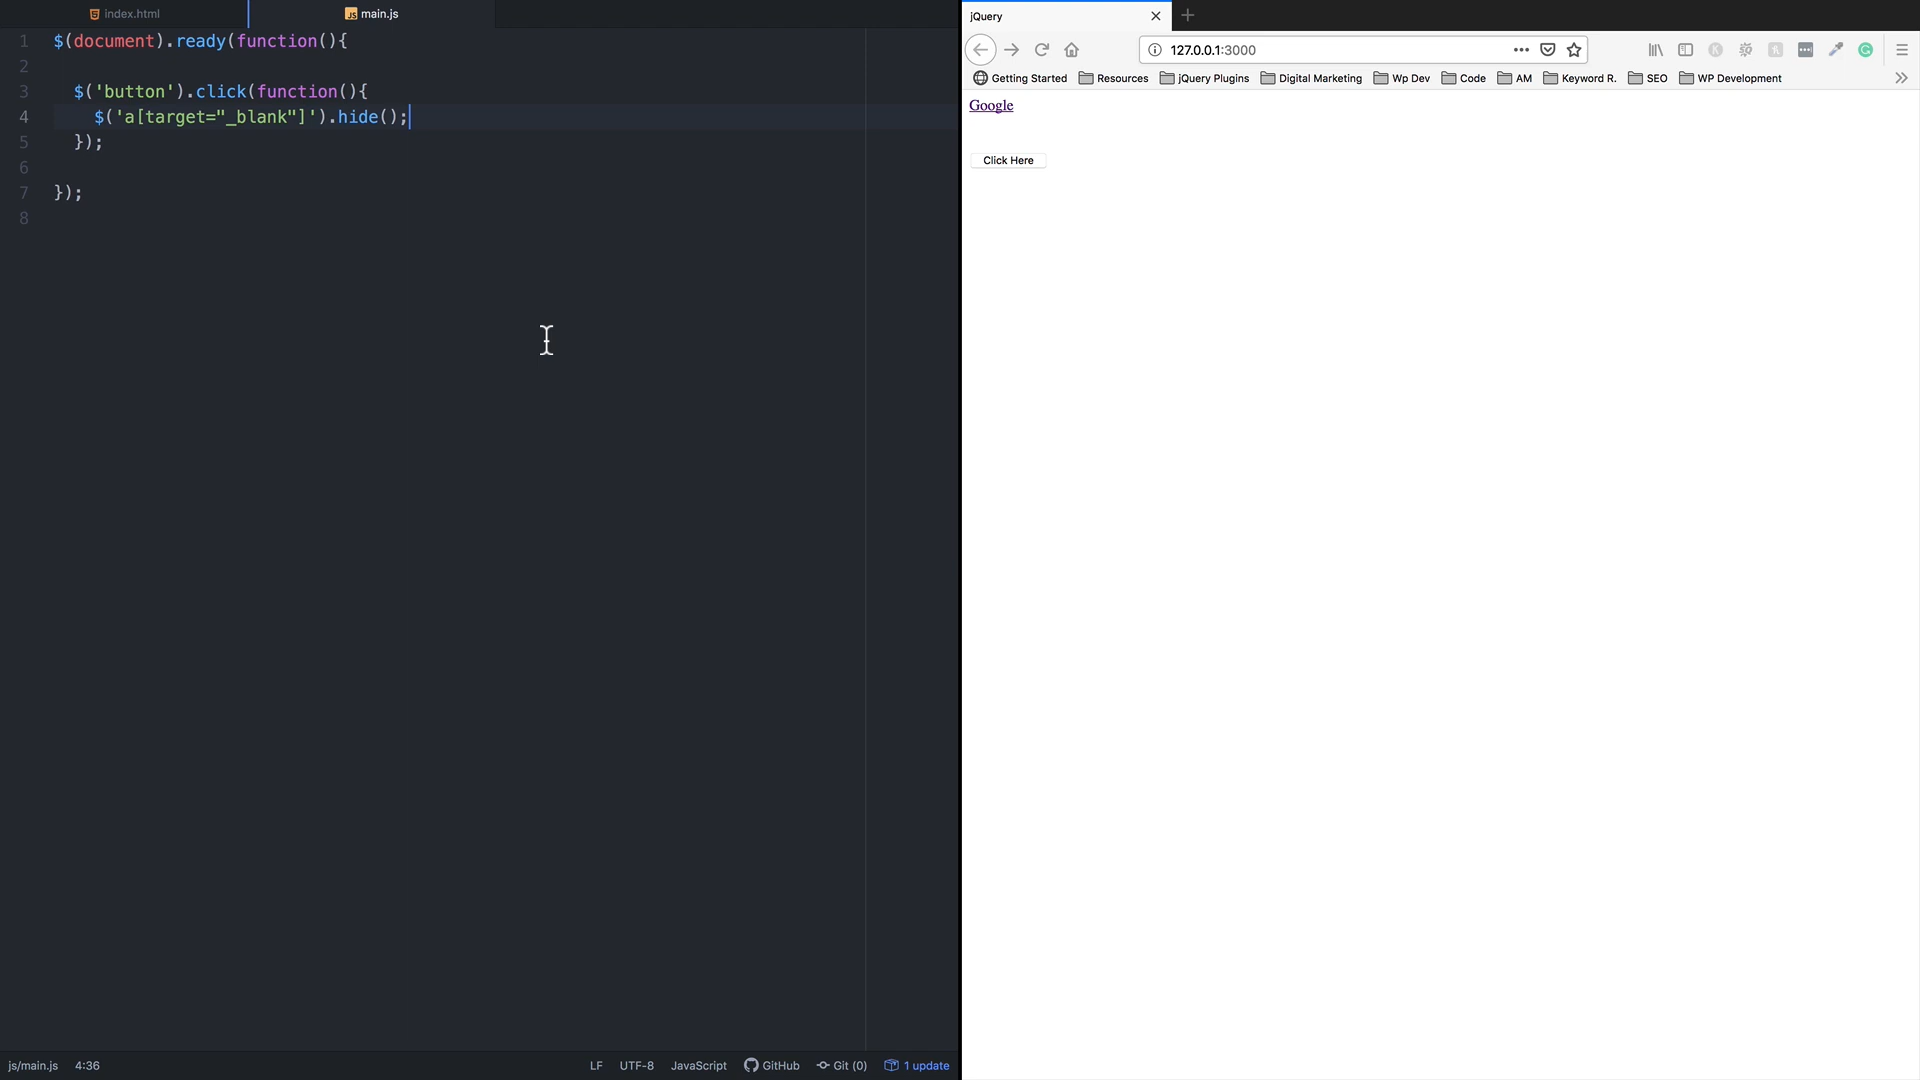 index.html
main.js
1 $(document).ready(function(){
2
3 $('button').click(function(){
4 $('a[target="_blank"]').hide();
5 });
6
7 });
8
js/main.js 4:36 LF UTF-8 JavaScript GitHub Git (0) 1 update
jQuery
127.0.0.1:3000
Getting Started Resources jQuery Plugins Digital Marketing Wp Dev Code AM Keyword R. SEO WP Development
Google
Click Here